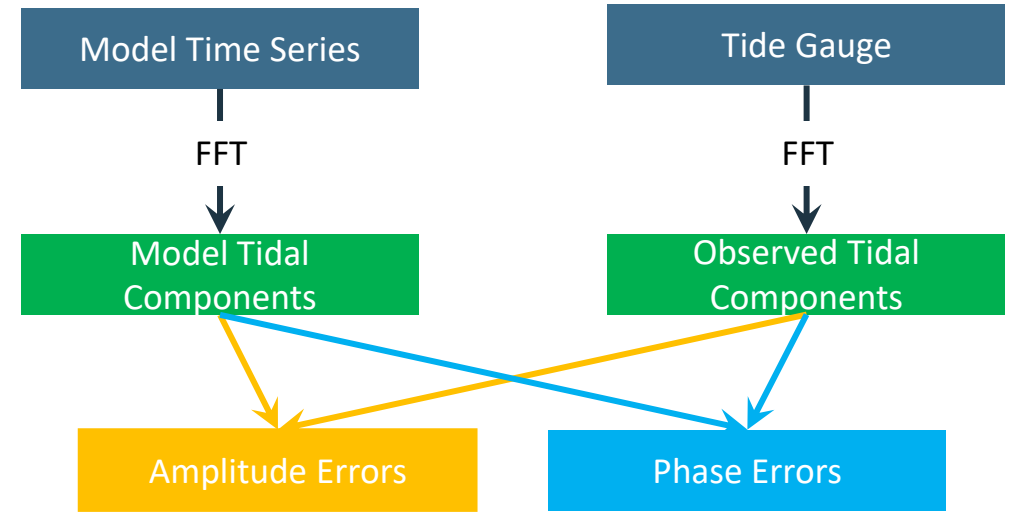 Model Time Series
Tide Gauge
FFT
FFT
Model Tidal
Components
Observed Tidal
Components
Amplitude Errors
Phase Errors